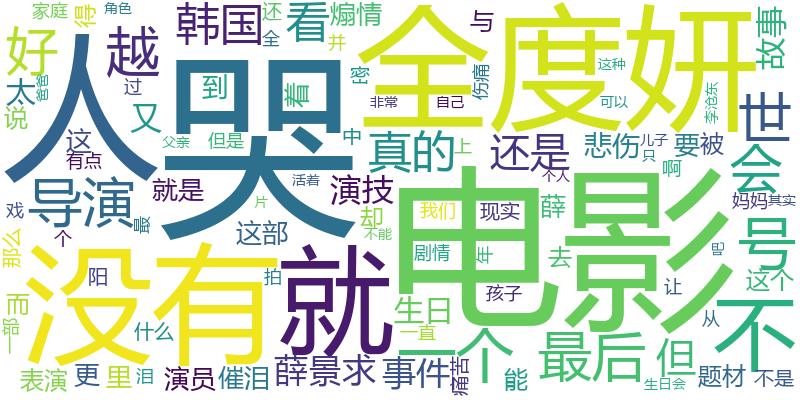 家庭
角色
得
韩国
还
全
煽情
并
看
全度妍
与
故事
好
人
越
哭
到
着
密
伤痛
非常
自己
这种
可以
李沧东
世
太
爸爸
说
过
又
这
有点
父亲
但是
中
真的
上
还是
悲伤
儿子
只
要
被
啊
会
导演
就是
活着
演技
电影
个人
妈妈
其实
戏
最
片
这部
却
我们
现实
薛
号
那么
个
没有
就
不能
剧情
年
去
吧
这个
而
阳
拍
孩子
让
不
一部
什么
生日
一直
一个
从
最后
但
表演
更
里
泪
演员
催泪
薛景求
事件
痛苦
能
生日会
题材
不是